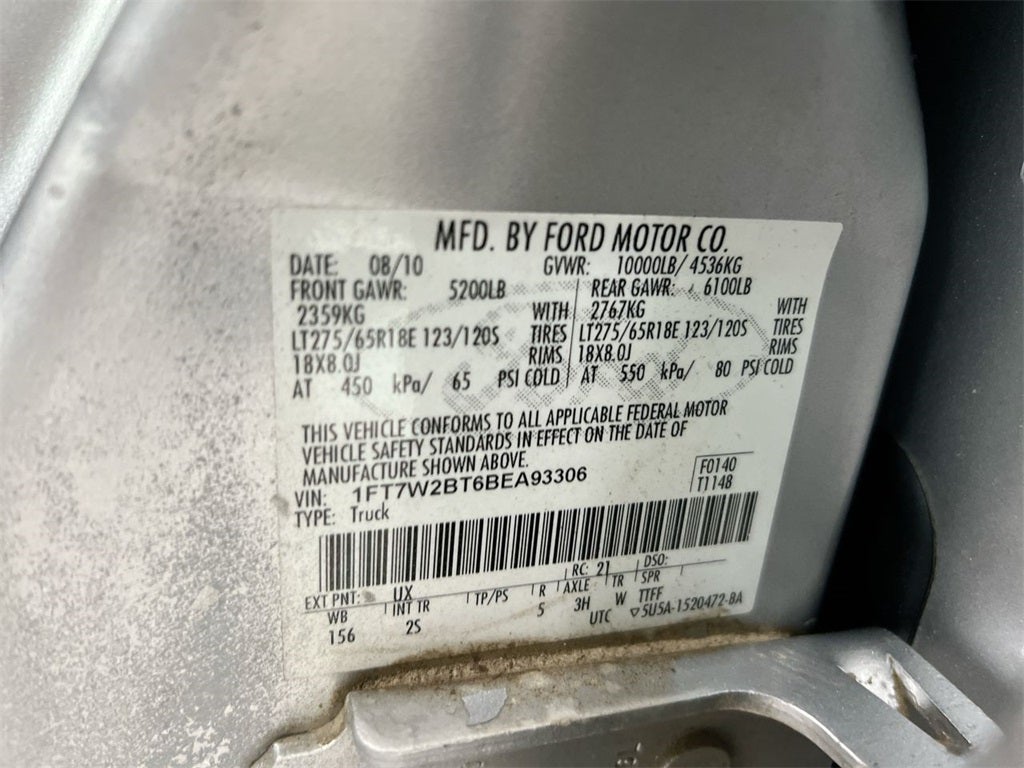 MFD. BY FORD MOTOR CO.
DATE: 08/10 GVWR: 10000LB/ 4536KG
FRONT GAWR: 5200LB REAR GAWR: 6100LB
2359KG WITH 2767KG WITH
LT275/65R18E 123/120S TIRES LT275/65R18E 123/120S TIRES
18X8.0J RIMS 18X8.0J RIMS
AT 450 kPa/ 65 PSI COLD AT 550 kPa/ 80 PSI COLD
THIS VEHICLE CONFORMS TO ALL APPLICABLE FEDERAL MOTOR
VEHICLE SAFETY STANDARDS IN EFFECT ON THE DATE OF
MANUFACTURE SHOWN ABOVE.
VIN: 1FT7W2BT6BEA93306 F0140
TYPE: Truck T1148
EXT PNT: UX RC: 21 DSO:
WB INT TR TP/PS R AXLE TR SPR
156 2S 5 3H W TTFF
UTC ▽5U5A-1520472-BA